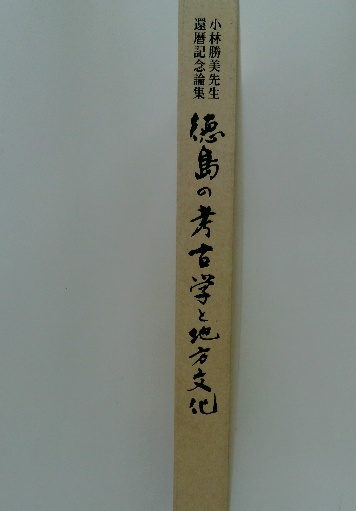 小林勝美先生
還暦記念論集
徳島の考古学と地方文化